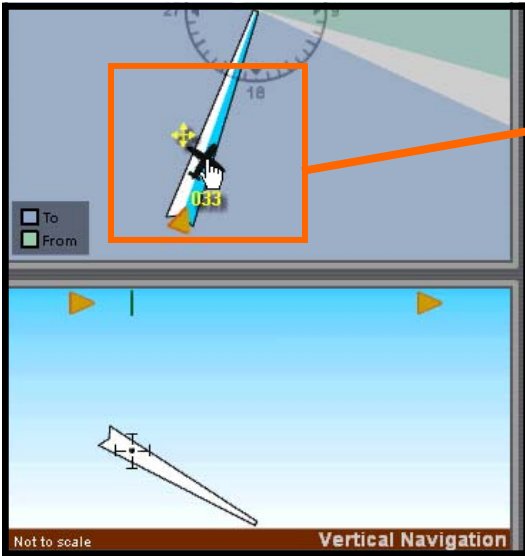 27
9
18
033
To
From
Not to scale
Vertical Navigation